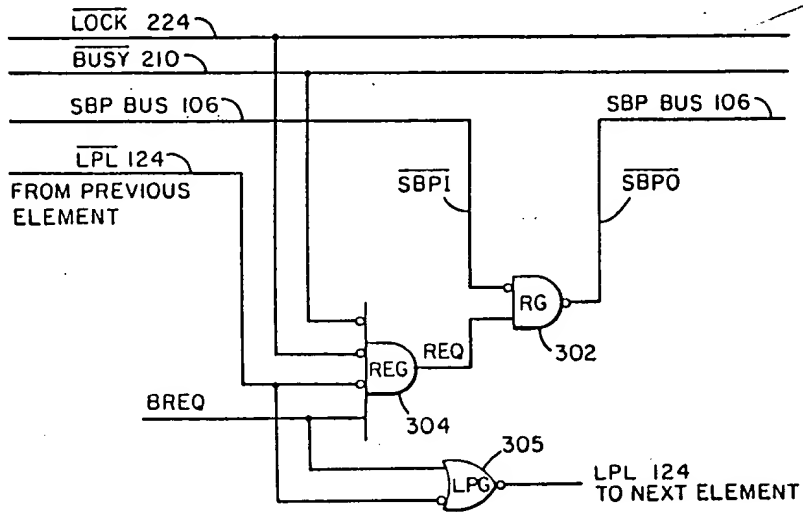 LOCK 224
BUSY 210
SBP BUS 106
SBP BUS 106
LPL 124
FROM PREVIOUS
ELEMENT
SBPI
SBPO
RG
302
REG
REQ
304
BREQ
305
LPG
LPL 124
TO NEXT ELEMENT